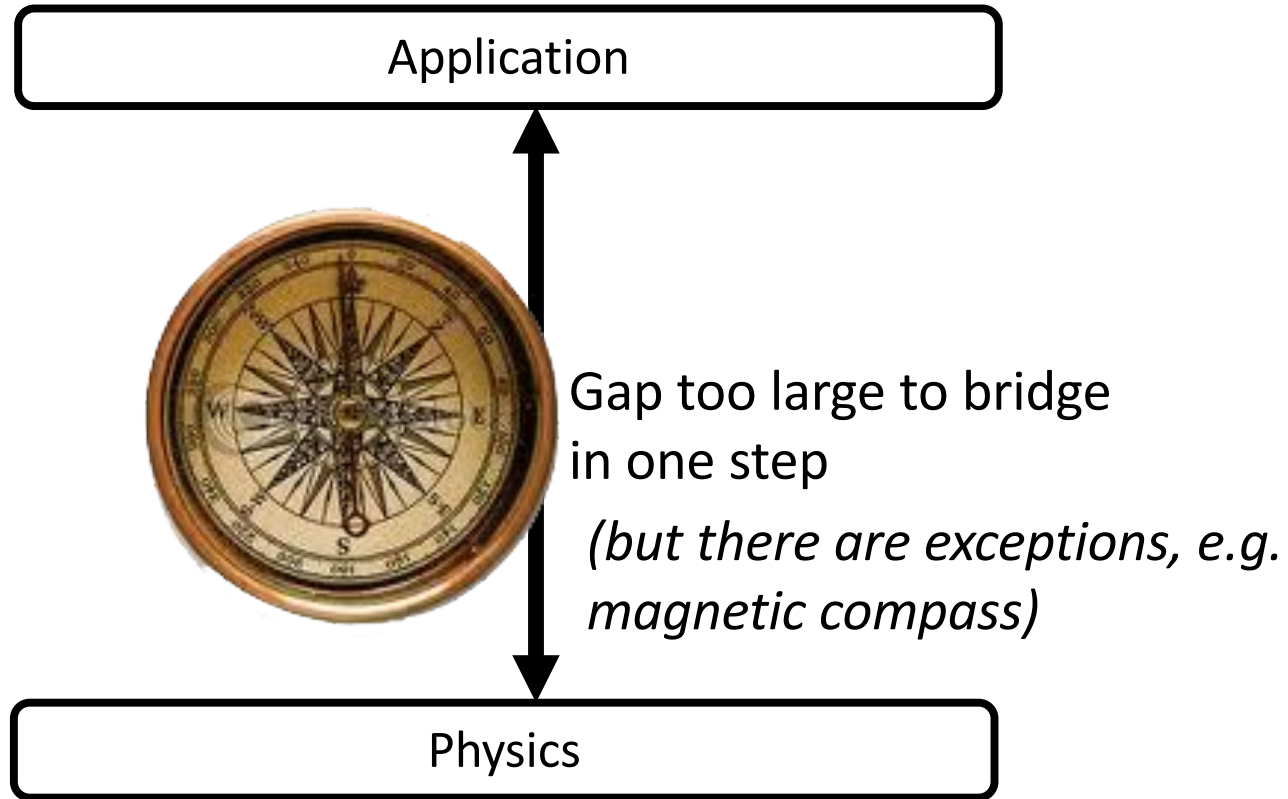 Application
Gap too large to bridge
in one step
(but there are exceptions, e.g.
magnetic compass)
W
E
S
Physics